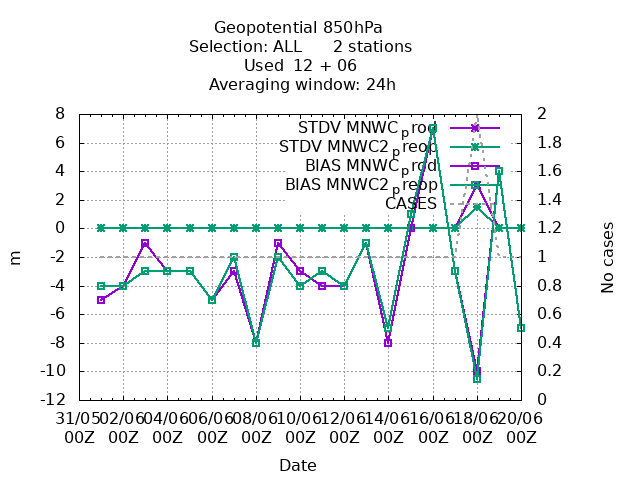 Geopotential 850hPa
Selection: ALL 2 stations
Used 12 + 06
Averaging window: 24h
STDV MNWCprod
STDV MNWC2preop
BIAS MNWCprod
BIAS MNWC2preop
CASES
8
6
4
2
0
-2
-4
-6
-8
-10
-12
2
1.8
1.6
1.4
1.2
1
0.8
0.6
0.4
0.2
0
m
No cases
31/05 02/06 04/06 06/06 08/06 10/06 12/06 14/06 16/06 18/06 20/06
00Z 00Z 00Z 00Z 00Z 00Z 00Z 00Z 00Z 00Z 00Z
Date